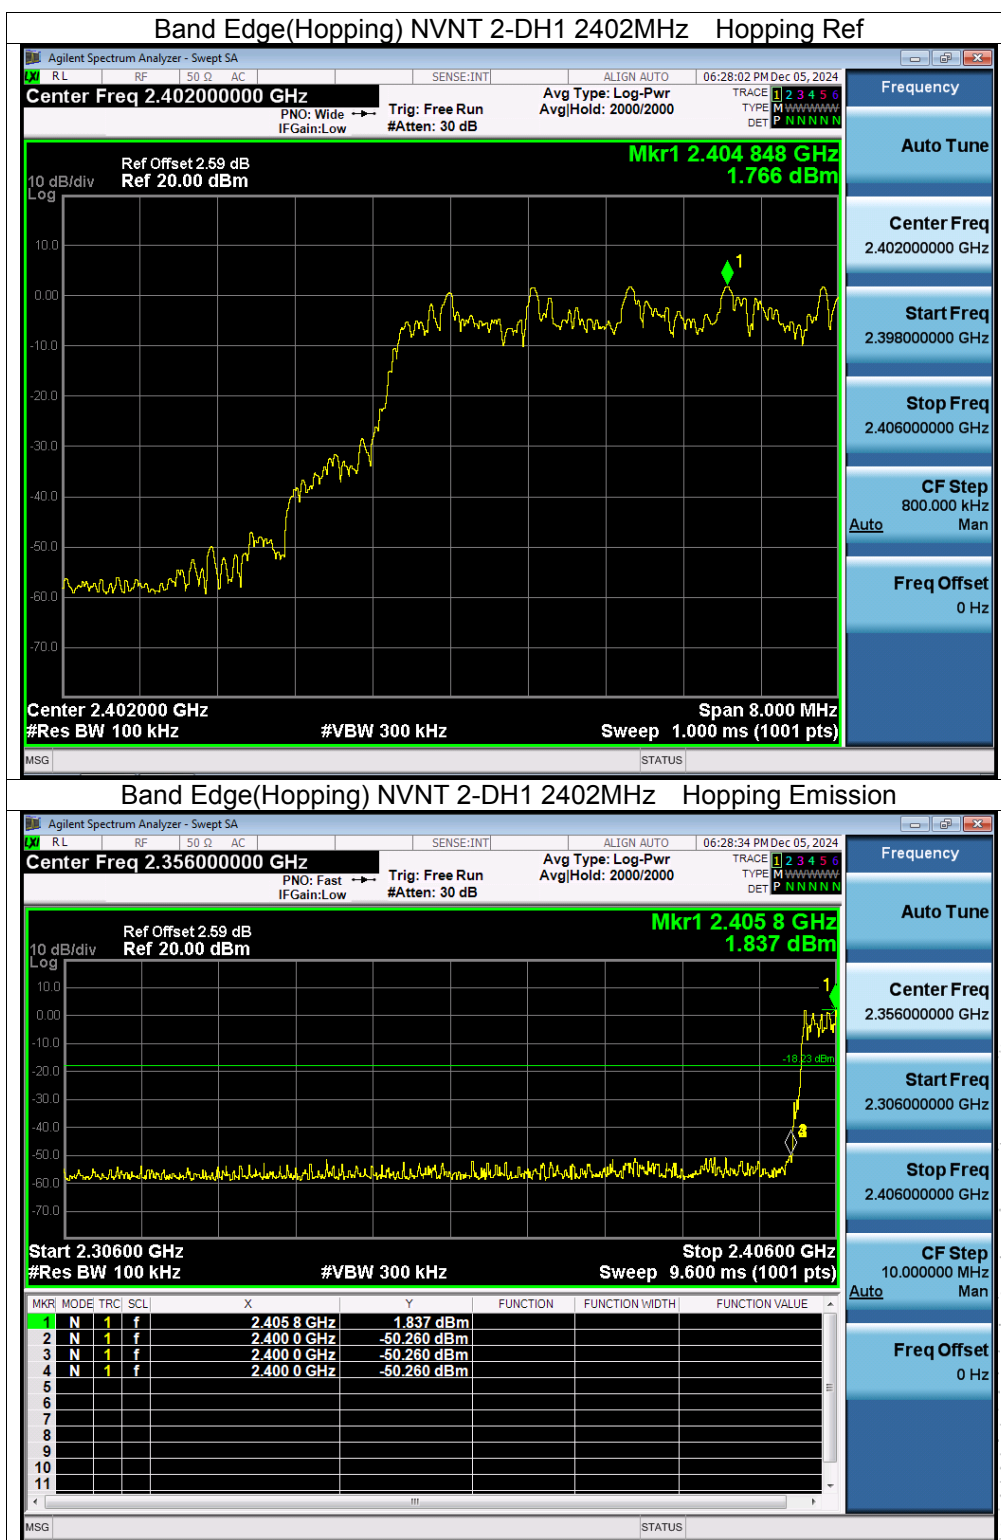 Band Edge(Hopping) NVNT 2-DH1 2402MHz Hopping Ref
Agilent Spectrum Analyzer - Swept SA
LXI RL RF 50 Ω AC SENSE:INT ALIGN AUTO 06:28:02 PM Dec 05, 2024
Center Freq 2.402000000 GHz
PNO: Wide
IFGain:Low
Trig: Free Run
#Atten: 30 dB
Avg Type: Log-Pwr
Avg|Hold: 2000/2000
TRACE 1 2 3 4 5 6
TYPE M WWWWW
DET P N N N N N
Frequency
Ref Offset 2.59 dB
10 dB/div Ref 20.00 dBm
Log
Mkr1 2.404 848 GHz
1.766 dBm
1
10.0
0.00
-10.0
-20.0
-30.0
-40.0
-50.0
-60.0
-70.0
Center 2.402000 GHz Span 8.000 MHz
#Res BW 100 kHz #VBW 300 kHz Sweep 1.000 ms (1001 pts)
Auto Tune
Center Freq
2.402000000 GHz
Start Freq
2.398000000 GHz
Stop Freq
2.406000000 GHz
CF Step
800.000 kHz
Auto Man
Freq Offset
0 Hz
MSG STATUS
Band Edge(Hopping) NVNT 2-DH1 2402MHz Hopping Emission
Agilent Spectrum Analyzer - Swept SA
LXI RL RF 50 Ω AC SENSE:INT ALIGN AUTO 06:28:34 PM Dec 05, 2024
Center Freq 2.356000000 GHz
PNO: Fast
IFGain:Low
Trig: Free Run
#Atten: 30 dB
Avg Type: Log-Pwr
Avg|Hold: 2000/2000
TRACE 1 2 3 4 5 6
TYPE M WWWWW
DET P N N N N N
Frequency
Ref Offset 2.59 dB
10 dB/div Ref 20.00 dBm
Log
Mkr1 2.405 8 GHz
1.837 dBm
1
10.0
0.00
-10.0
-20.0
-30.0
-40.0
-50.0
-60.0
-70.0
-18.23 dBm
Start 2.30600 GHz Stop 2.40600 GHz
#Res BW 100 kHz #VBW 300 kHz Sweep 9.600 ms (1001 pts)
MKR MODE TRC SCL X Y FUNCTION FUNCTION WIDTH FUNCTION VALUE
1 N 1 f 2.405 8 GHz 1.837 dBm
2 N 1 f 2.400 0 GHz -50.260 dBm
3 N 1 f 2.400 0 GHz -50.260 dBm
4 N 1 f 2.400 0 GHz -50.260 dBm
5
6
7
8
9
10
11
Auto Tune
Center Freq
2.356000000 GHz
Start Freq
2.306000000 GHz
Stop Freq
2.406000000 GHz
CF Step
10.000000 MHz
Auto Man
Freq Offset
0 Hz
MSG STATUS